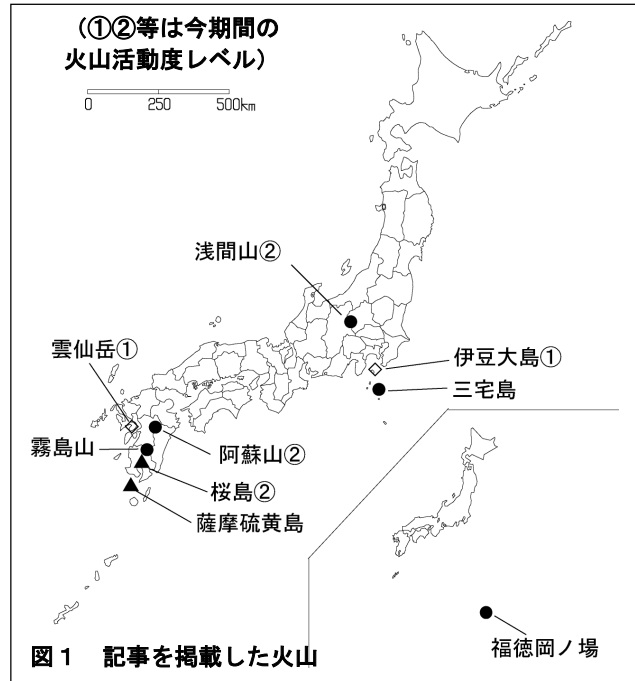 （①②等は今期間の
火山活動度レベル）
0 250 500km
浅間山②
雲仙岳①
伊豆大島①
三宅島
霧島山
阿蘇山②
桜島②
薩摩硫黄島
福徳岡ノ場
図１ 記事を掲載した火山